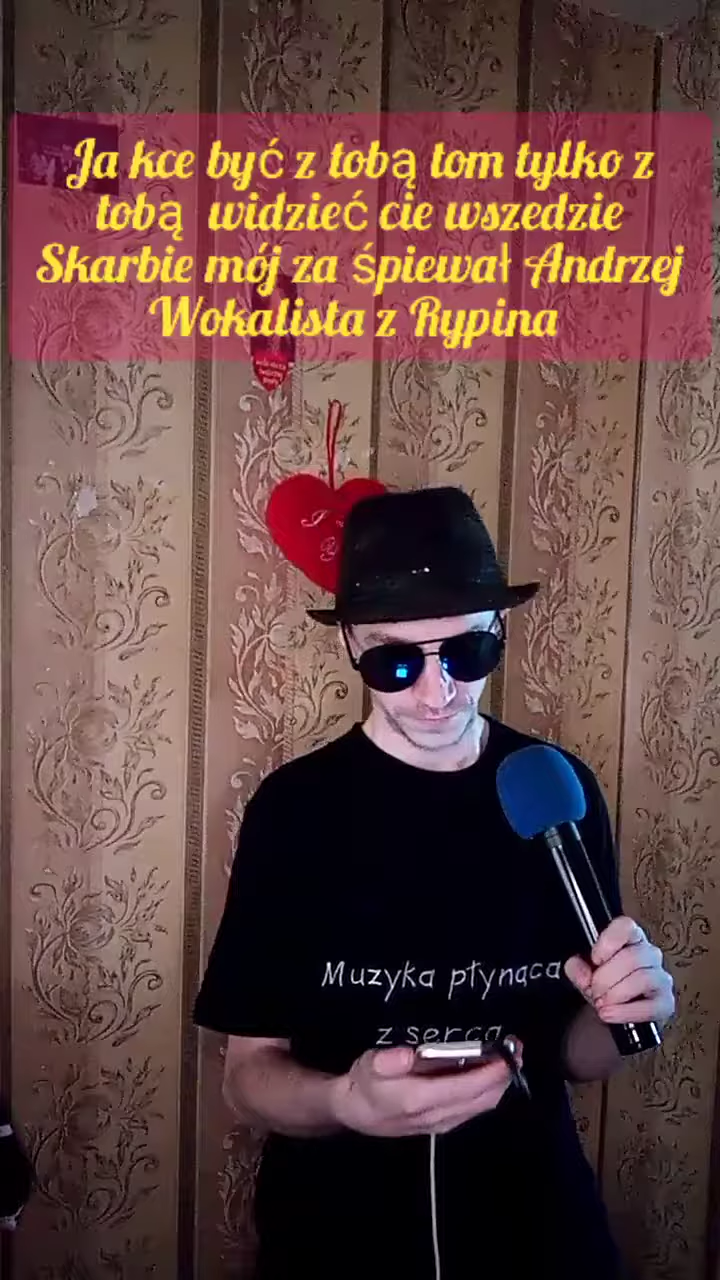 Ja kce być z tobą tom tylko z
tobą widzieć cie wszedzie
Skarbie mój za śpiewał Andrzej
Wokalista z Rypina
Muzyka płynąca
z serca